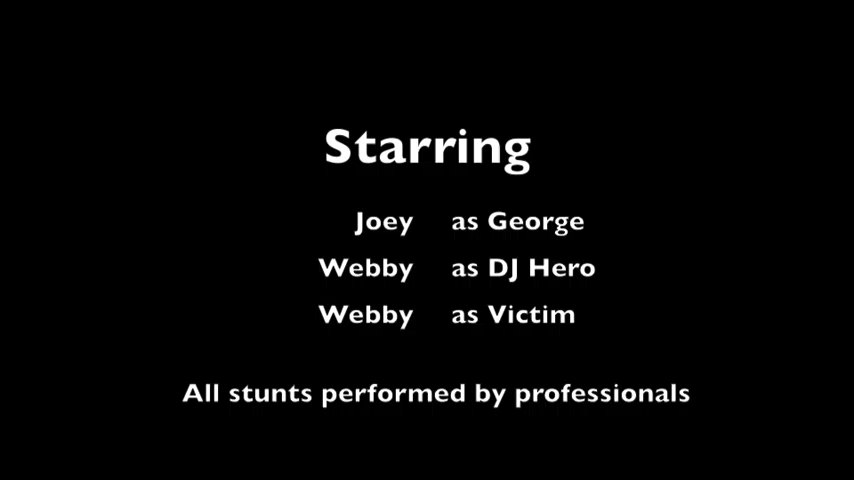 Starring
Joey as George
Webby as DJ Hero
Webby as Victim
All stunts performed by professionals